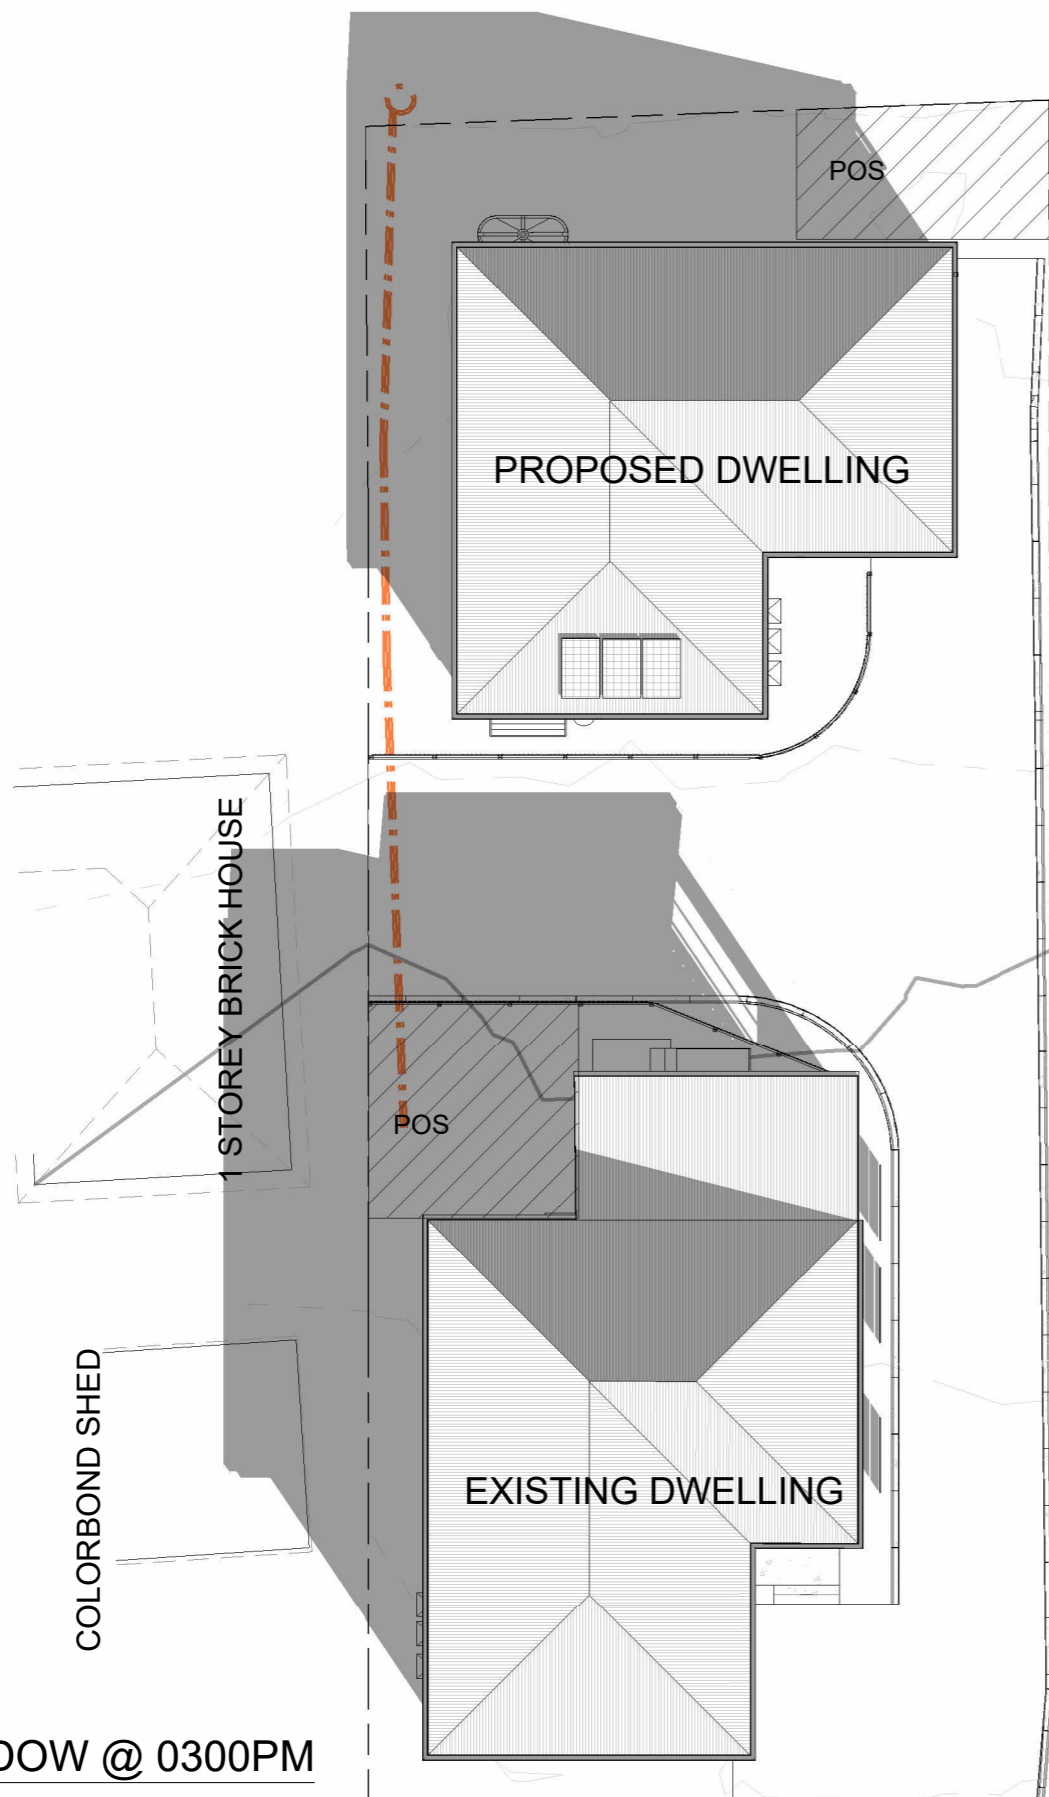 POS
PROPOSED DWELLING
1 STOREY BRICK HOUSE
POS
COLORBOND SHED
EXISTING DWELLING
DOW @ 0300PM